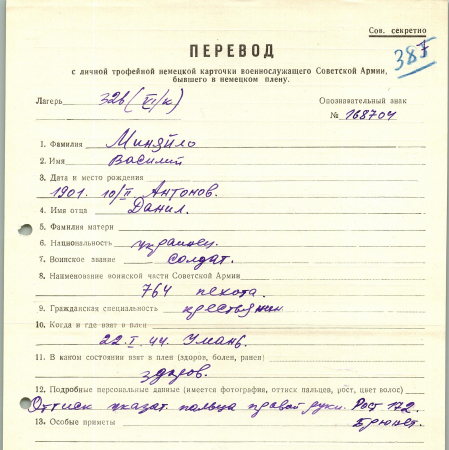 Сов. секретно
387
ПЕРЕВОД
с личной трофейной немецкой карточки военнослужащего Советской Армии,
бывшего в немецком плену.
Лагерь 326 (VI/к) Опознавательный знак
№ 168704
1. Фамилия Миняйло
2. Имя Василий
3. Дата и место рождения
1901. 10/II Антонов.
4. Имя отца Данил.
5. Фамилия матери
6. Национальность украинец.
7. Воинское звание солдат.
8. Наименование воинской части Советской Армии
764 пехота.
9. Гражданская специальность крестьянин
10. Когда и где взят в плен
22. I. 44. Умань.
11. В каком состоянии взят в плен (здоров, болен, ранен)
здоров.
12. Подробные персональные данные (имеется фотография, оттиск пальцев, рост, цвет волос)
Оттиск указат. пальца правой руки. Рост 172.
13. Особые приметы Брюнет.